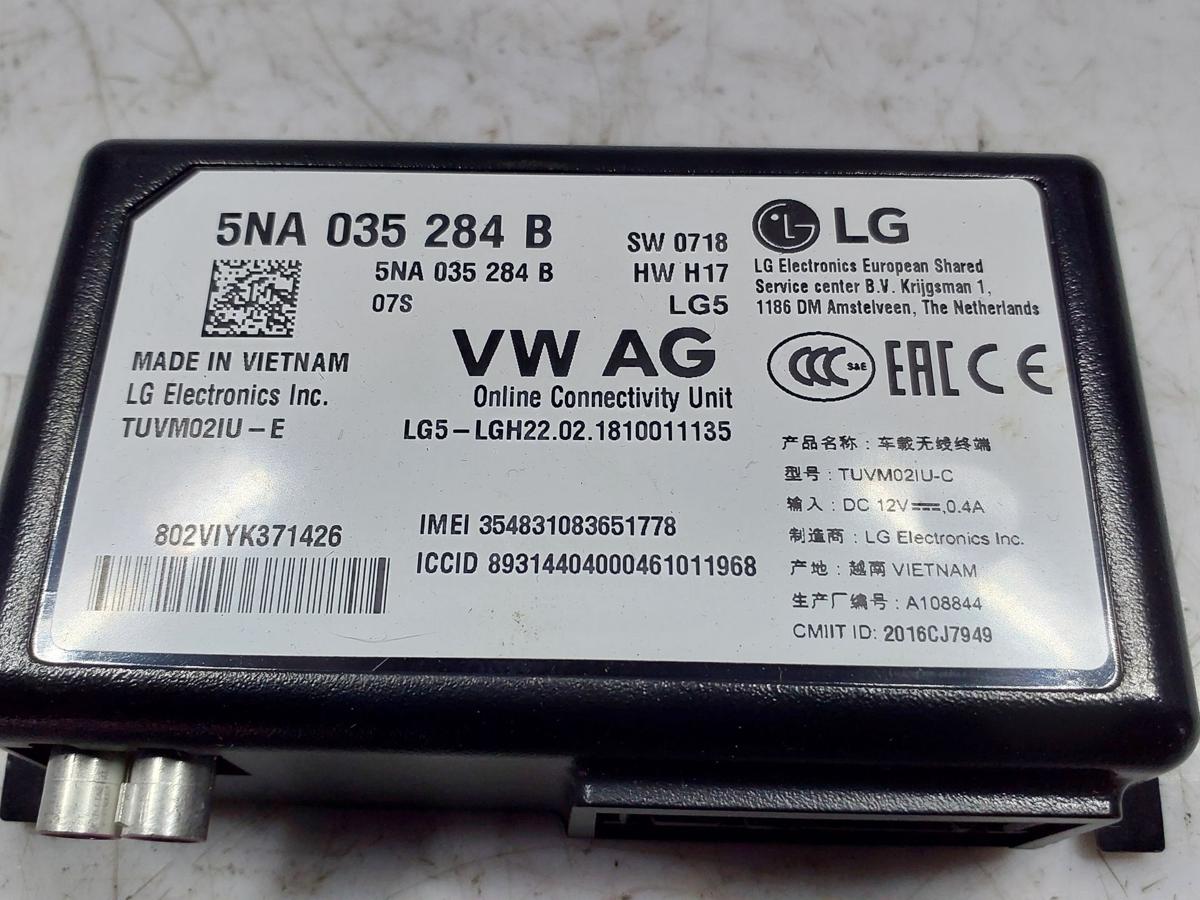 5NA 035 284 B
5NA 035 284 B
07S
SW 0718
HW H17
LG5
LG
LG Electronics European Shared
Service center B.V. Krijgsman 1,
1186 DM Amstelveen, The Netherlands
MADE IN VIETNAM
LG Electronics Inc.
TUVM02IU-E
VW AG
Online Connectivity Unit
LG5-LGH22.02.1810011135
CCC S&E EAC CE
802VIYK371426
IMEI 354831083651778
ICCID 89314404000461011968
产品名称: 车载无线终端
型号: TUVM02IU-C
输入: DC 12V⎓,0.4A
制造商: LG Electronics Inc.
产地: 越南 VIETNAM
生产厂编号: A108844
CMIIT ID: 2016CJ7949